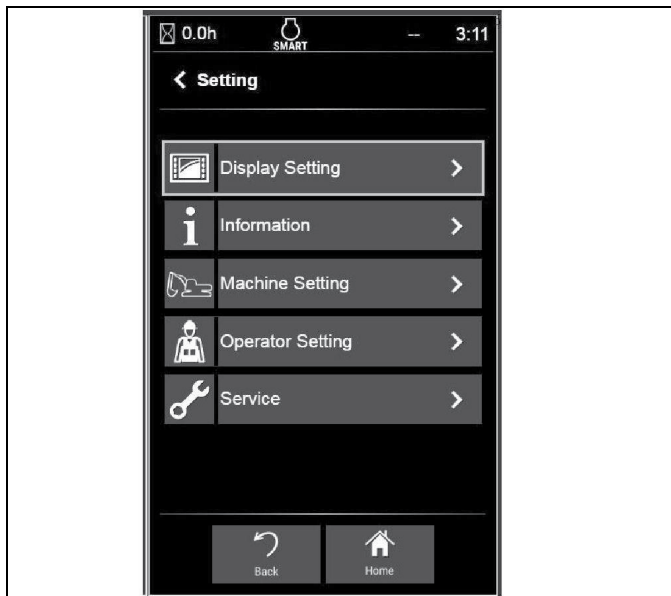 0.0h SMART -- 3:11
Setting
Display Setting
Information
Machine Setting
Operator Setting
Service
Back Home